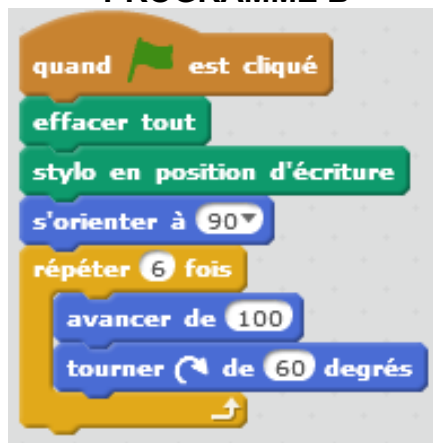 PROGRAMME B
quand est cliqué
effacer tout
stylo en position d'écriture
s'orienter à 90
répéter 6 fois
avancer de 100
tourner de 60 degrés